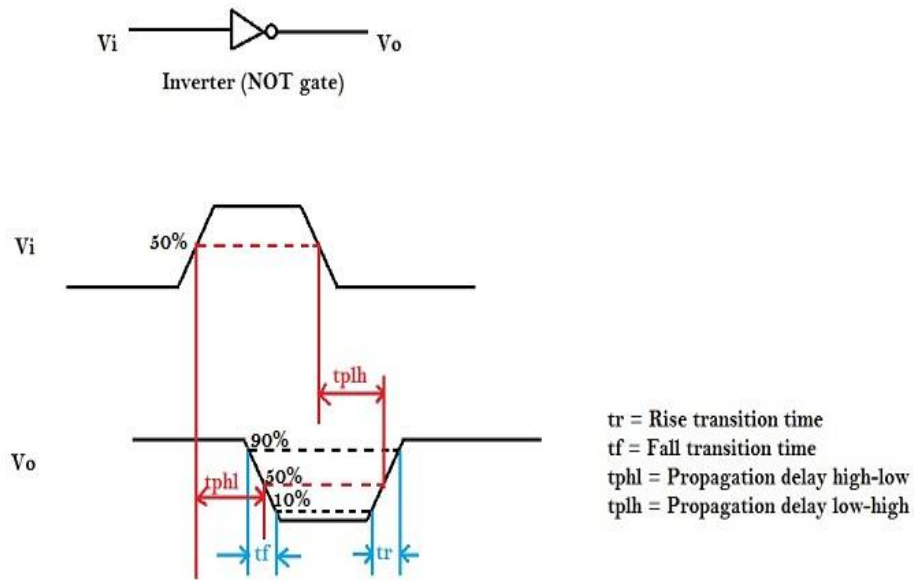 Vi
Vo
Inverter (NOT gate)
Vi
50%
tplh
Vo
90%
50%
10%
tphl
tf
tr
tr = Rise transition time
tf = Fall transition time
tphl = Propagation delay high-low
tplh = Propagation delay low-high